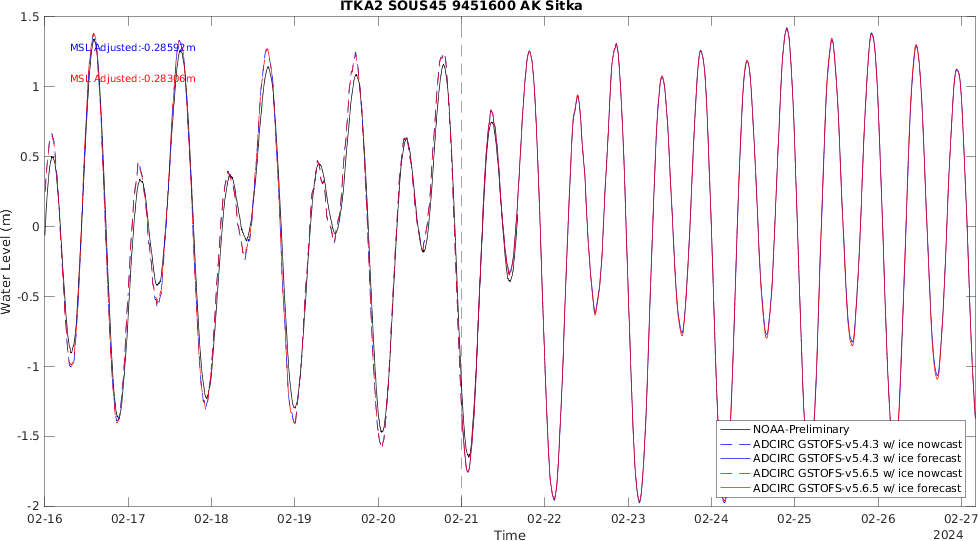 ITKA2 SOUS45 9451600 AK Sitka
1.5
MSL Adjusted:-0.28592m
MSL Adjusted:-0.28306m
1
0.5
0
-0.5
-1
-1.5
-2
Water Level (m)
NOAA-Preliminary
ADCIRC GSTOFS-v5.4.3 w/ ice nowcast
ADCIRC GSTOFS-v5.4.3 w/ ice forecast
ADCIRC GSTOFS-v5.6.5 w/ ice nowcast
ADCIRC GSTOFS-v5.6.5 w/ ice forecast
02-16 02-17 02-18 02-19 02-20 02-21 02-22 02-23 02-24 02-25 02-26 02-27
Time
2024